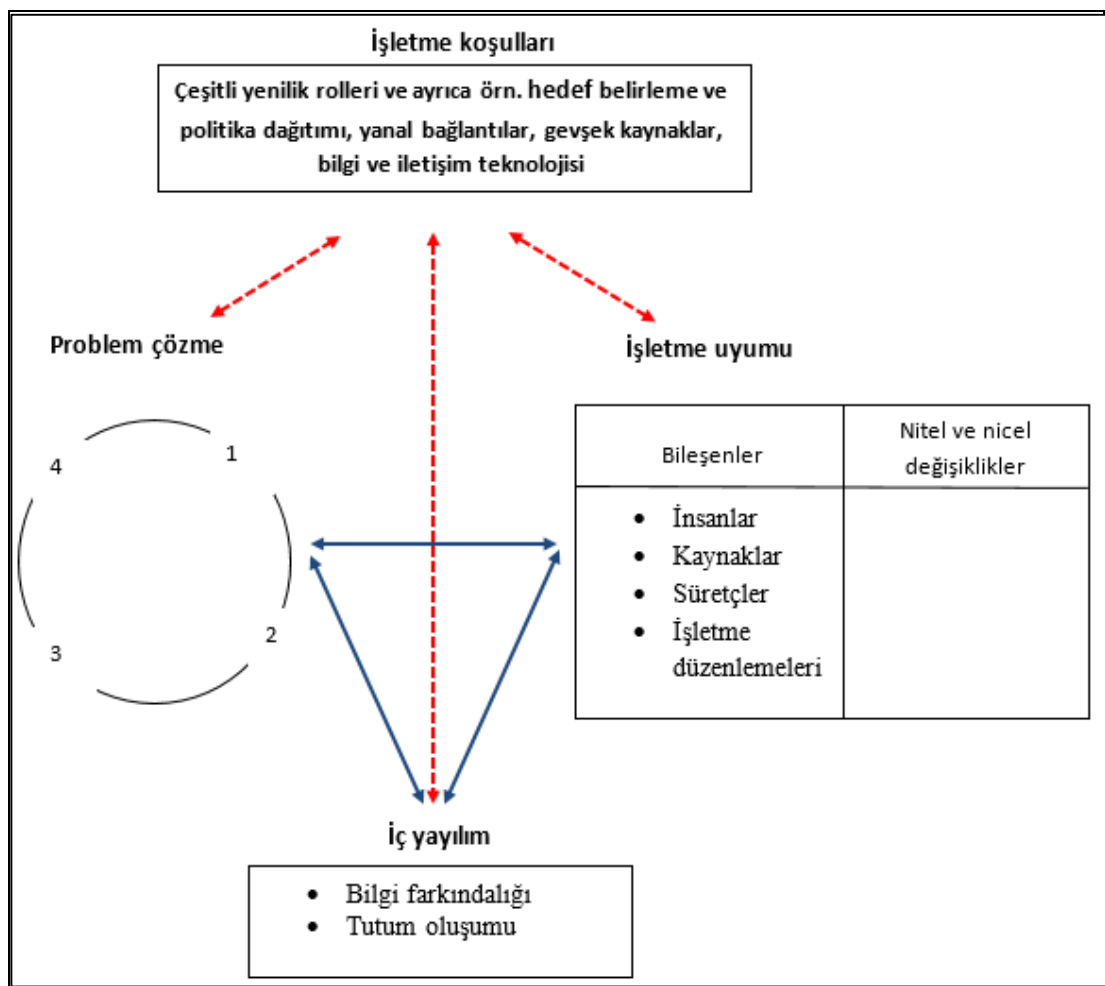 İşletme koşulları
Çeşitli yenilik rolleri ve ayrıca örn. hedef belirleme ve
politika dağıtımı, yanal bağlantılar, gevşek kaynaklar,
bilgi ve iletişim teknolojisi
Problem çözme
İşletme uyumu
4
1
3
2
Bileşenler
Nitel ve nicel
değişiklikler
• İnsanlar
• Kaynaklar
• Süretçler
• İşletme
düzenlemeleri
İç yayılım
• Bilgi farkındalığı
• Tutum oluşumu